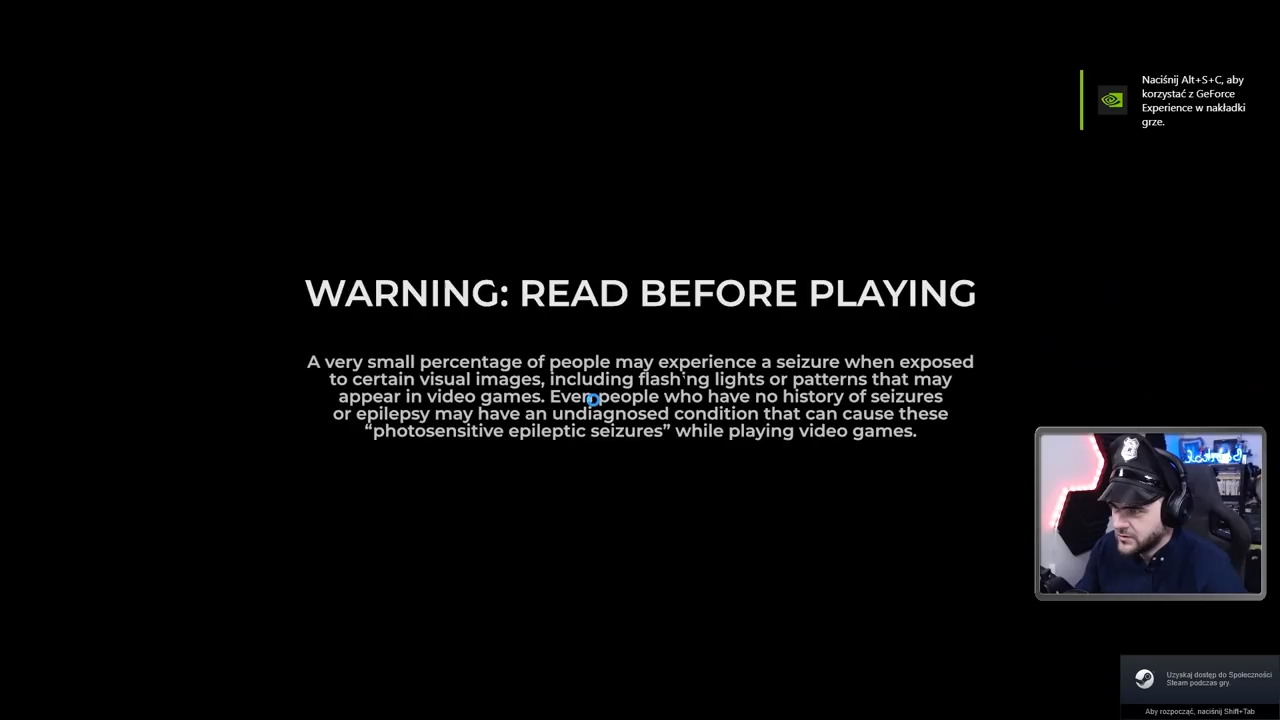 Naciśnij Alt+S+C, aby
korzystać z GeForce
Experience w nakładki
grze.
WARNING: READ BEFORE PLAYING
A very small percentage of people may experience a seizure when exposed
to certain visual images, including flashing lights or patterns that may
appear in video games. Even people who have no history of seizures
or epilepsy may have an undiagnosed condition that can cause these
“photosensitive epileptic seizures” while playing video games.
Uzyskaj dostęp do Społeczności
Steam podczas gry.
Aby rozpocząć, naciśnij Shift+Tab